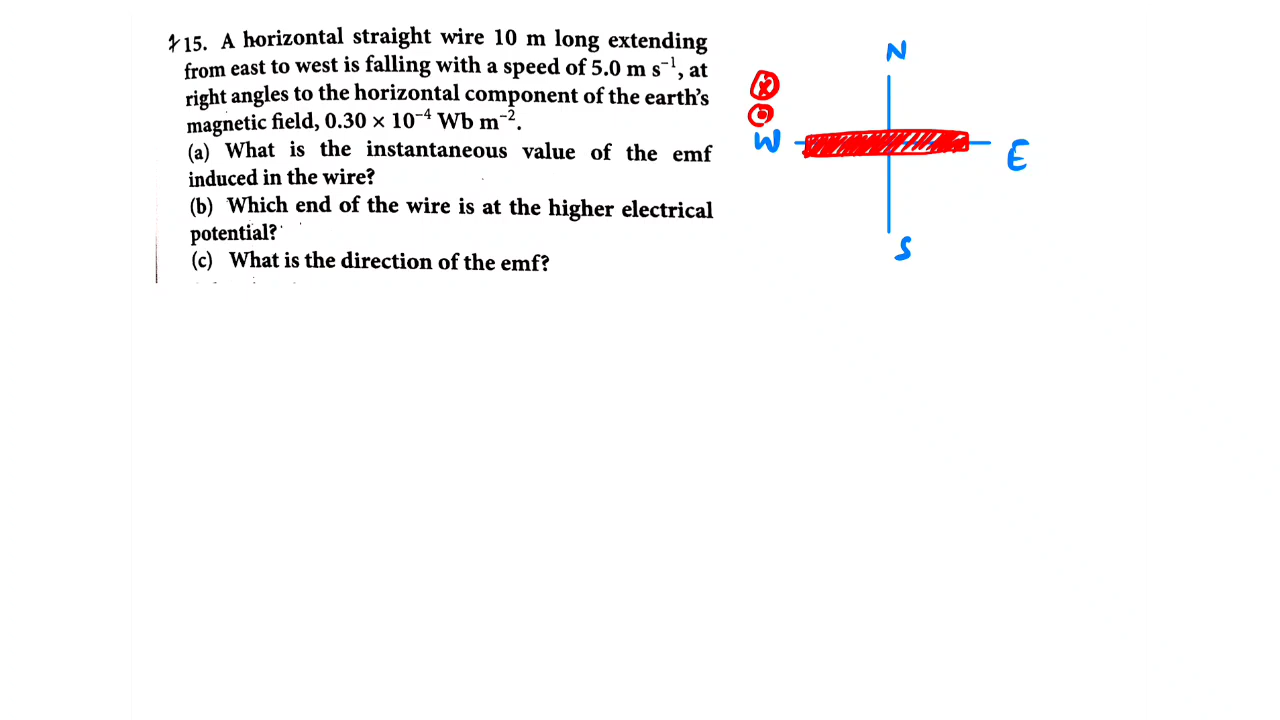 15. A horizontal straight wire 10 m long extending
from east to west is falling with a speed of 5.0 m s⁻¹, at
right angles to the horizontal component of the earth's
magnetic field, 0.30 × 10⁻⁴ Wb m⁻².
(a) What is the instantaneous value of the emf
induced in the wire?
(b) Which end of the wire is at the higher electrical
potential?
(c) What is the direction of the emf?
N
W
E
S